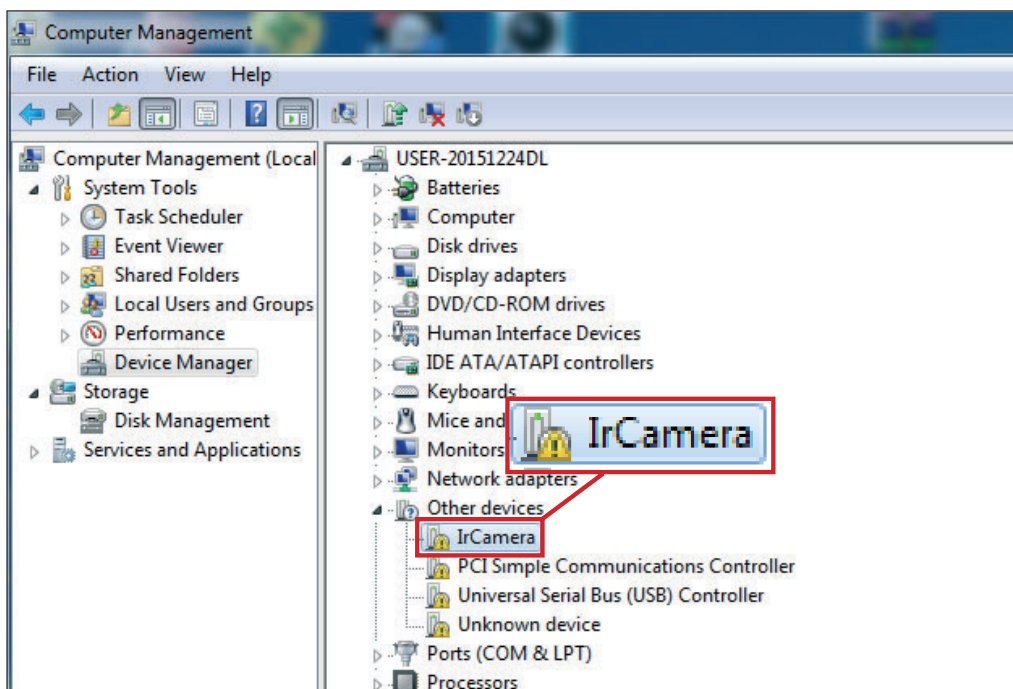 Computer Management
File Action View Help
Computer Management (Local
System Tools
Task Scheduler
Event Viewer
Shared Folders
Local Users and Groups
Performance
Device Manager
Storage
Disk Management
Services and Applications
USER-20151224DL
Batteries
Computer
Disk drives
Display adapters
DVD/CD-ROM drives
Human Interface Devices
IDE ATA/ATAPI controllers
Keyboards
Mice and
IrCamera
Monitors
Network adapters
Other devices
IrCamera
PCI Simple Communications Controller
Universal Serial Bus (USB) Controller
Unknown device
Ports (COM & LPT)
Processors